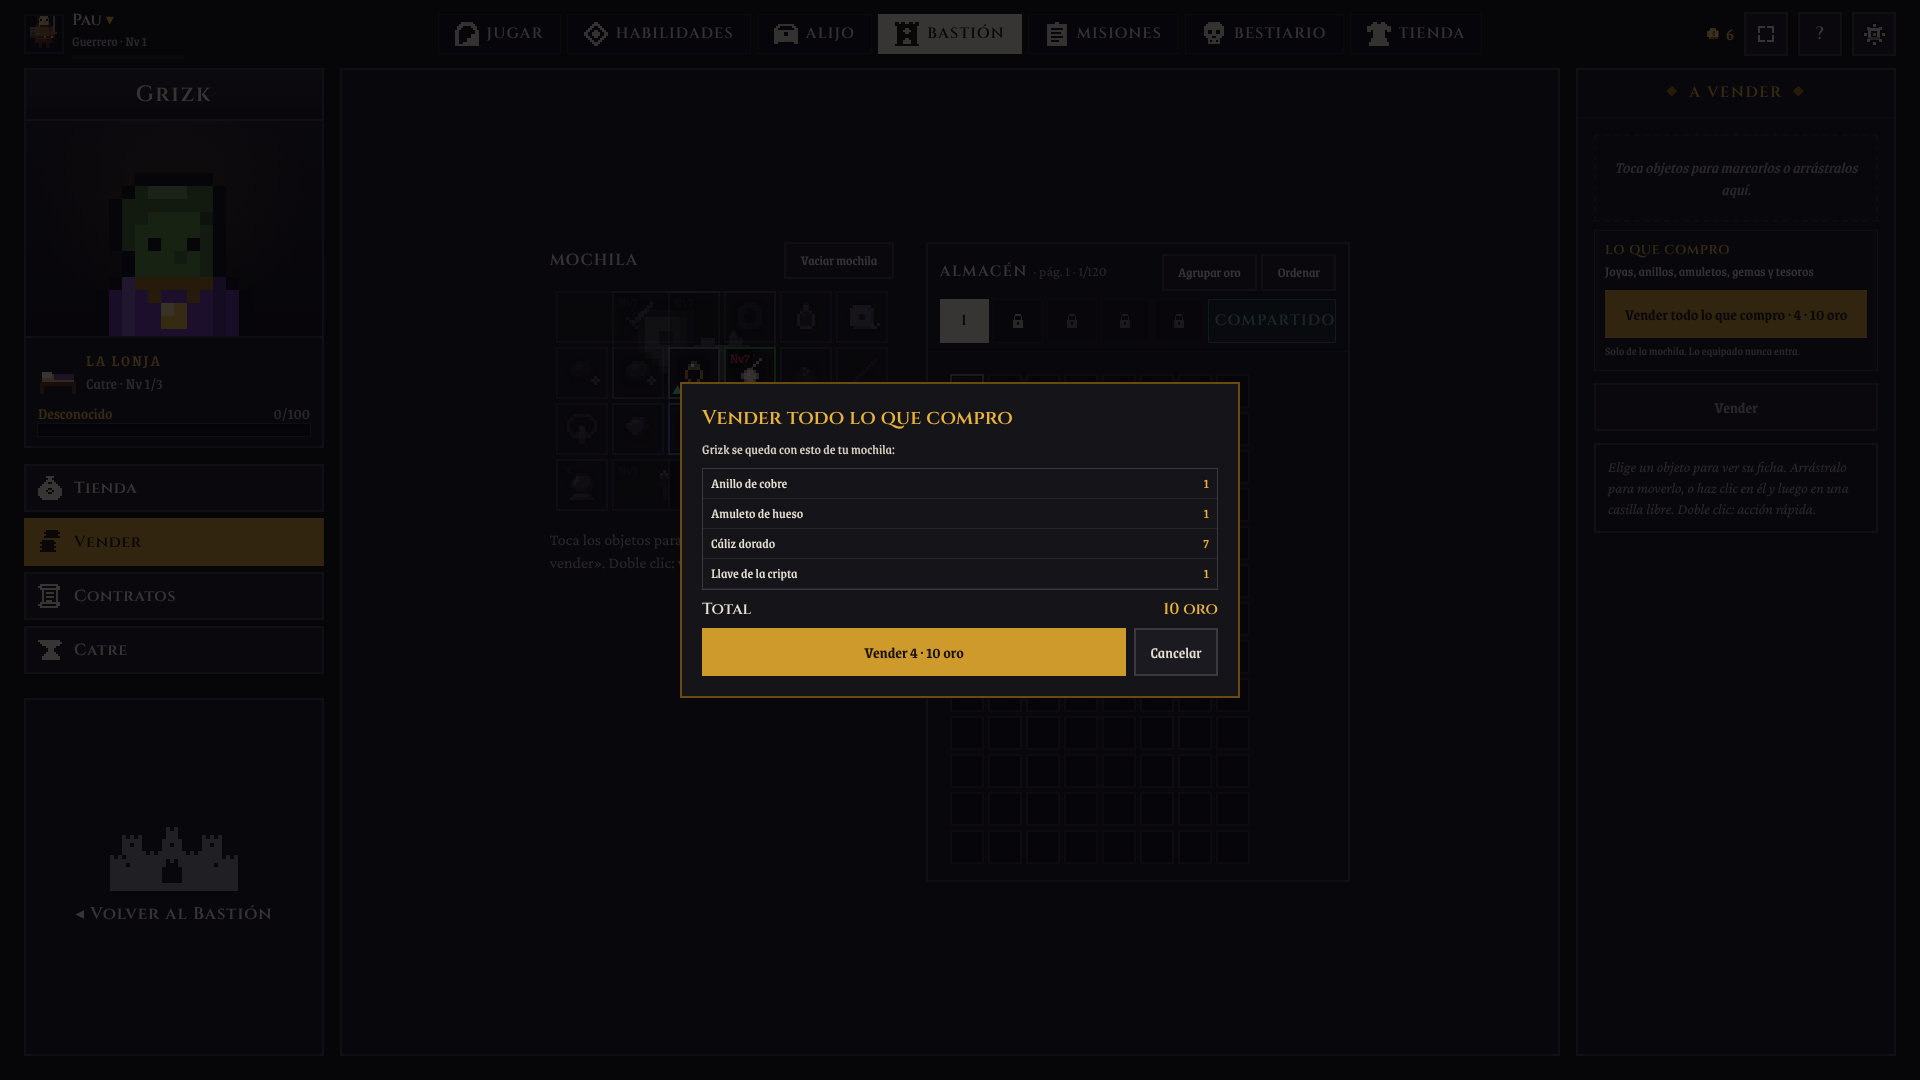 Pau ▾
Guerrero · Nv 1
JUGAR
HABILIDADES
ALIJO
BASTIÓN
MISIONES
BESTIARIO
TIENDA
6
?
Grizk
LA LONJA
Catre · Nv 1/3
Desconocido
0/100
Tienda
Vender
Contratos
Catre
◂ Volver al Bastión
MOCHILA
Vaciar mochila
Nv7
Toca los objetos para
vender». Doble clic:
ALMACÉN · pág. 1 · 1/120
Agrupar oro
Ordenar
1
COMPARTIDO
Vender todo lo que compro
Grizk se queda con esto de tu mochila:
Anillo de cobre 1
Amuleto de hueso 1
Cáliz dorado 7
Llave de la cripta 1
Total 10 oro
Vender 4 · 10 oro
Cancelar
◆ A VENDER ◆
Toca objetos para marcarlos o arrástralos
aquí.
LO QUE COMPRO
Joyas, anillos, amuletos, gemas y tesoros
Vender todo lo que compro · 4 · 10 oro
Solo de la mochila. Lo equipado nunca entra.
Vender
Elige un objeto para ver su ficha. Arrástralo
para moverlo, o haz clic en él y luego en una
casilla libre. Doble clic: acción rápida.